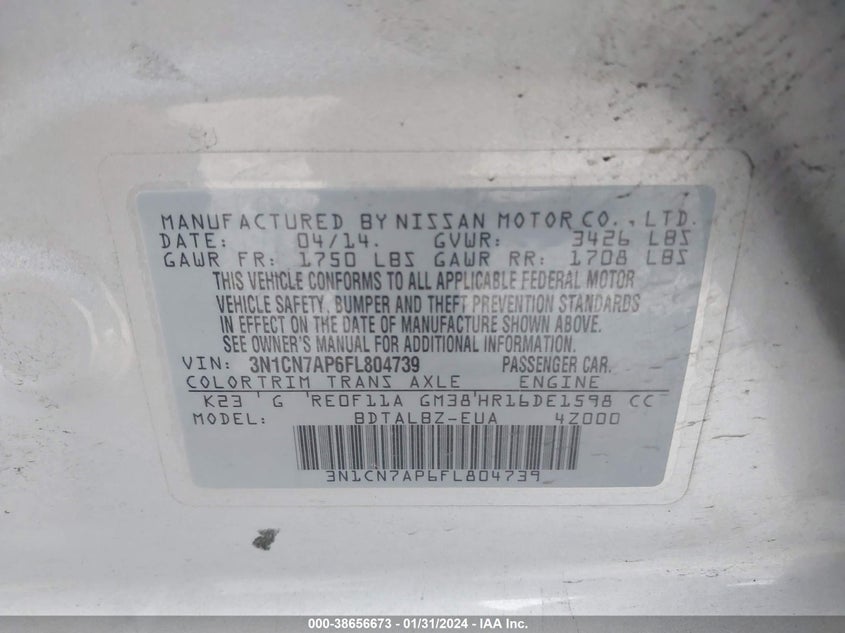 MANUFACTURED BY NISSAN MOTOR CO., LTD.
DATE: 04/14. GVWR: 3426 LBS
GAWR FR: 1750 LBS GAWR RR: 1708 LBS
THIS VEHICLE CONFORMS TO ALL APPLICABLE FEDERAL MOTOR
VEHICLE SAFETY, BUMPER AND THEFT PREVENTION STANDARDS
IN EFFECT ON THE DATE OF MANUFACTURE SHOWN ABOVE.
SEE OWNER'S MANUAL FOR ADDITIONAL INFORMATION.
VIN: 3N1CN7AP6FL804739 PASSENGER CAR.
COLORTRIM TRANS AXLE ENGINE
K23 ' G 'RE0F11A GM38'HR16DE1598 CC
MODEL: BDTALBZ-EUA 4Z000
3N1CN7AP6FL804739
000-38656673 / 01/31/2024 - IAA Inc.